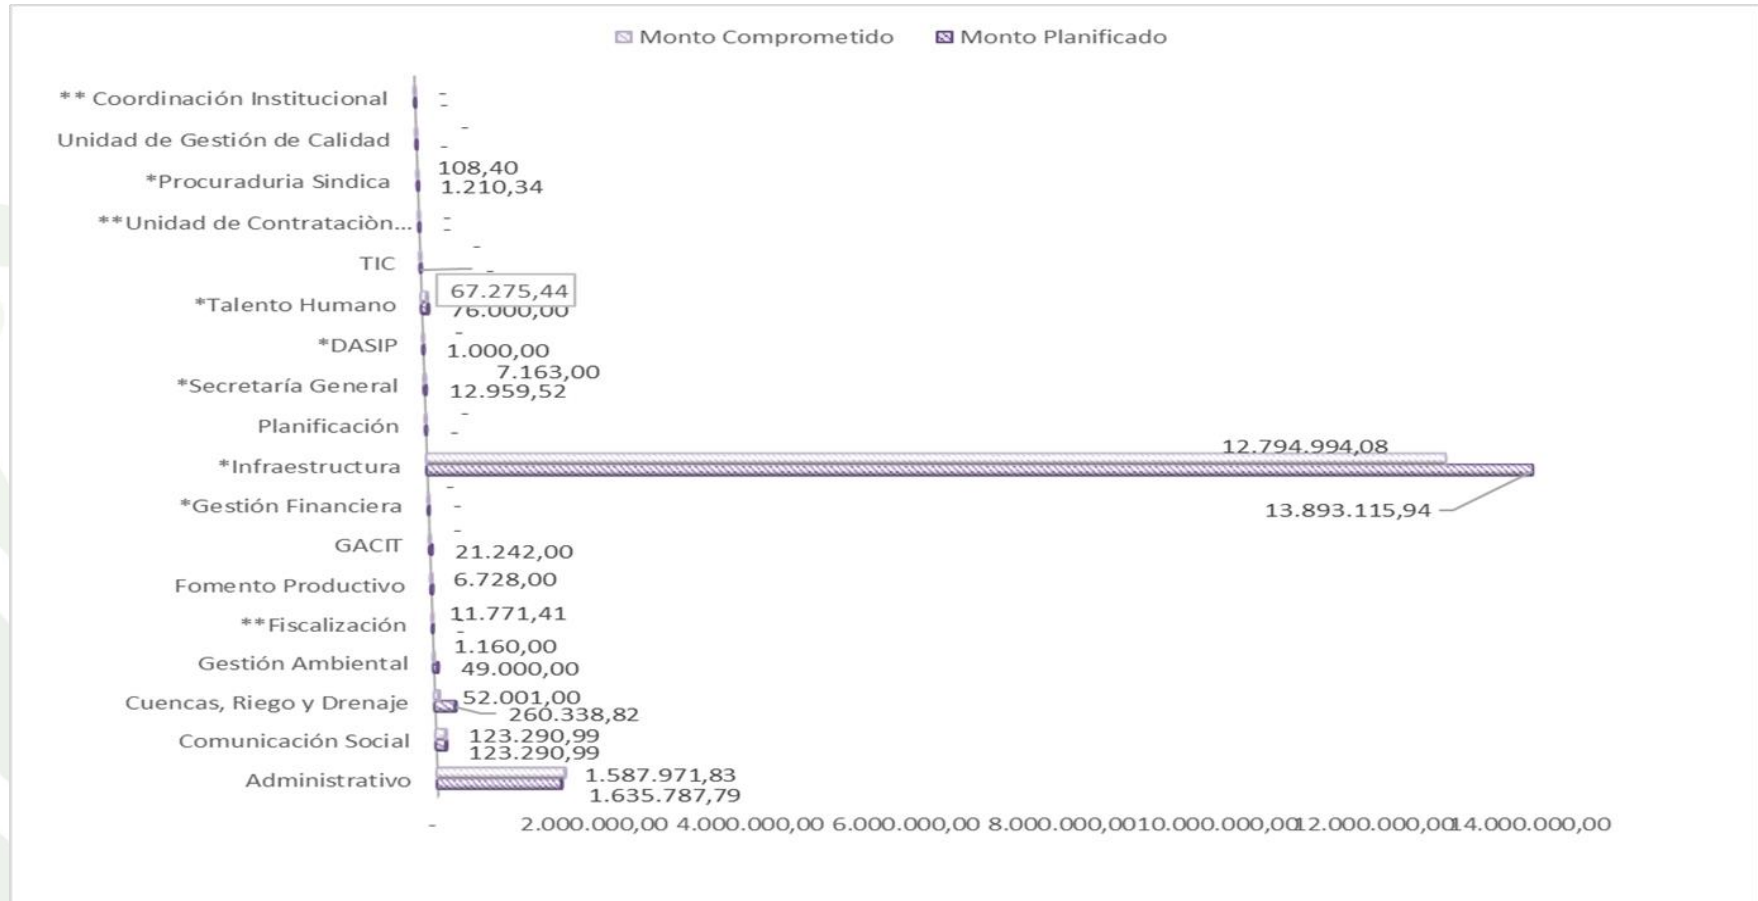 Monto Comprometido Monto Planificado
** Coordinación Institucional
-
-
Unidad de Gestión de Calidad
-
-
*Procuraduria Sindica
108,40
1.210,34
**Unidad de Contrataciòn...
-
-
TIC
-
-
*Talento Humano
67.275,44
76.000,00
*DASIP
-
1.000,00
*Secretaría General
7.163,00
12.959,52
Planificación
-
-
*Infraestructura
12.794.994,08
13.893.115,94
*Gestión Financiera
-
-
GACIT
-
21.242,00
Fomento Productivo
6.728,00
11.771,41
**Fiscalización
-
1.160,00
Gestión Ambiental
49.000,00
Cuencas, Riego y Drenaje
52.001,00
260.338,82
Comunicación Social
123.290,99
123.290,99
Administrativo
1.587.971,83
1.635.787,79
- 2.000.000,00 4.000.000,00 6.000.000,00 8.000.000,00 10.000.000,00 12.000.000,00 14.000.000,00